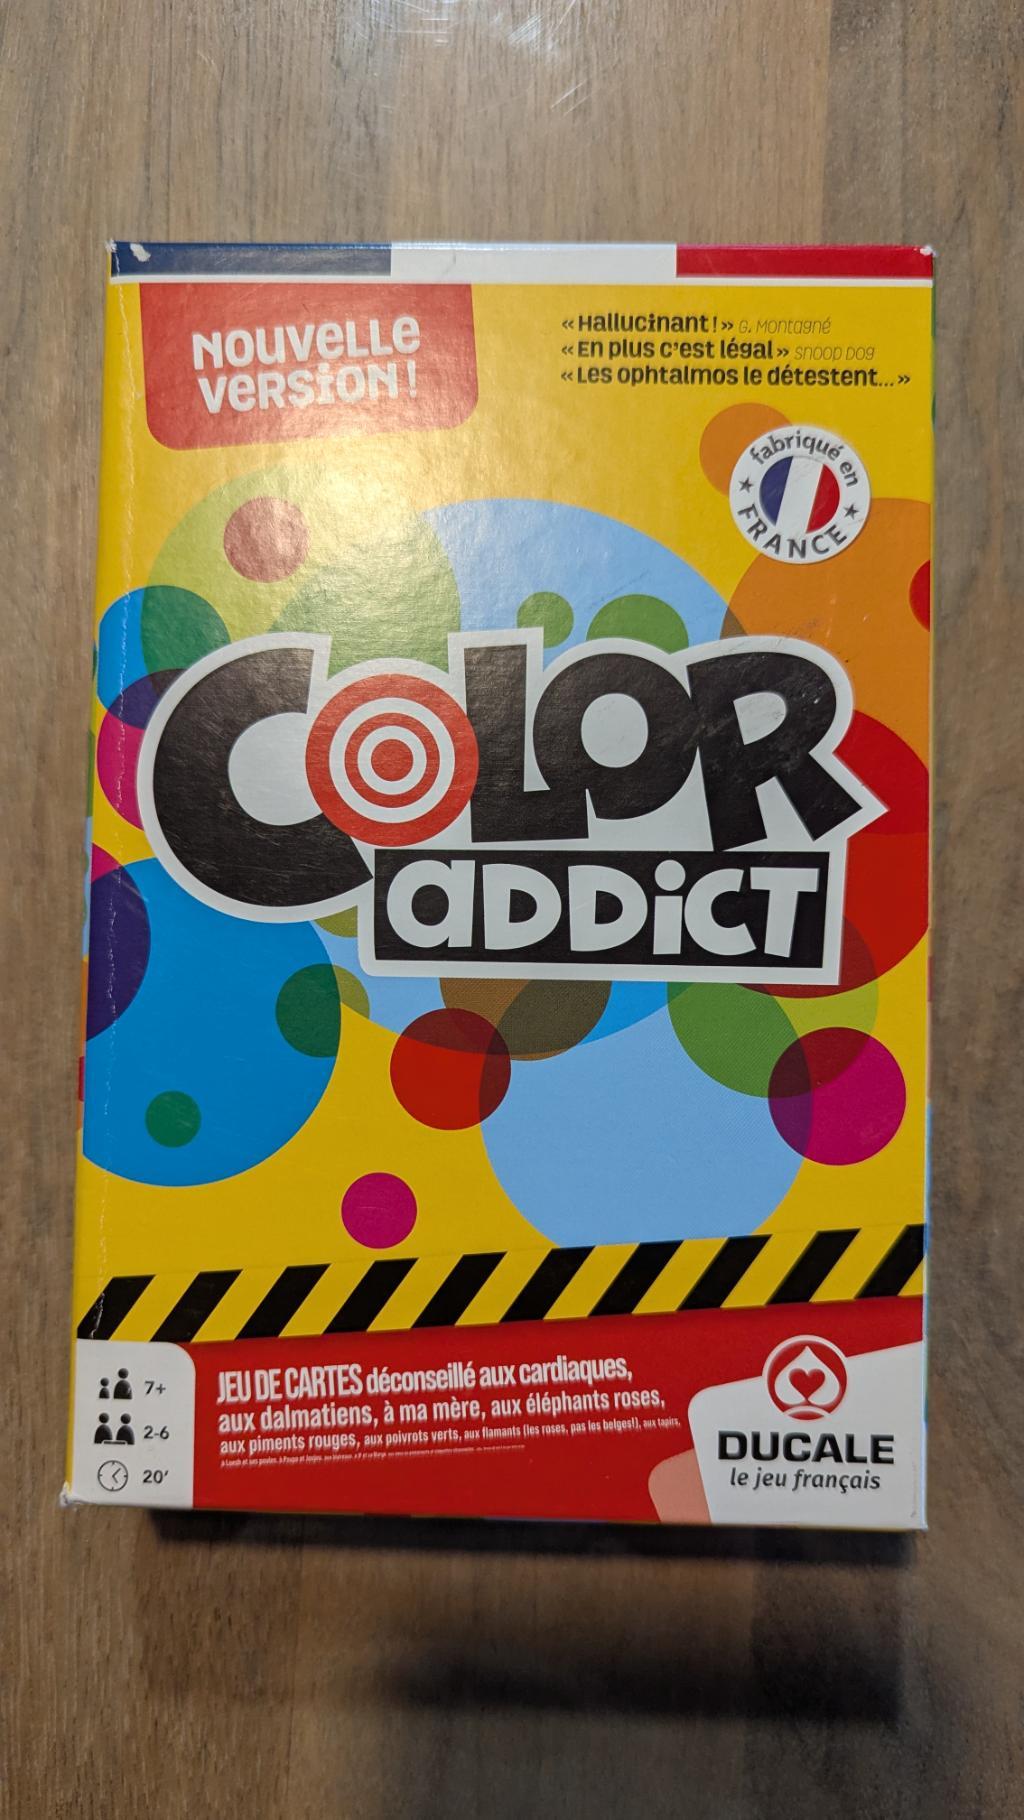 NOUVELLE
VERSION !
« Hallucinant ! » G. Montagné
« En plus c'est légal » SNOOP DOG
« Les ophtalmos le détestent... »
fabriqué en
FRANCE
COLOR
ADDiCT
7+
2-6
20'
JEU DE CARTES déconseillé aux cardiaques,
aux dalmatiens, à ma mère, aux éléphants roses,
aux piments rouges, aux poivrots verts, aux flamants (les roses, pas les belges!), aux tapirs,
DUCALE
le jeu français